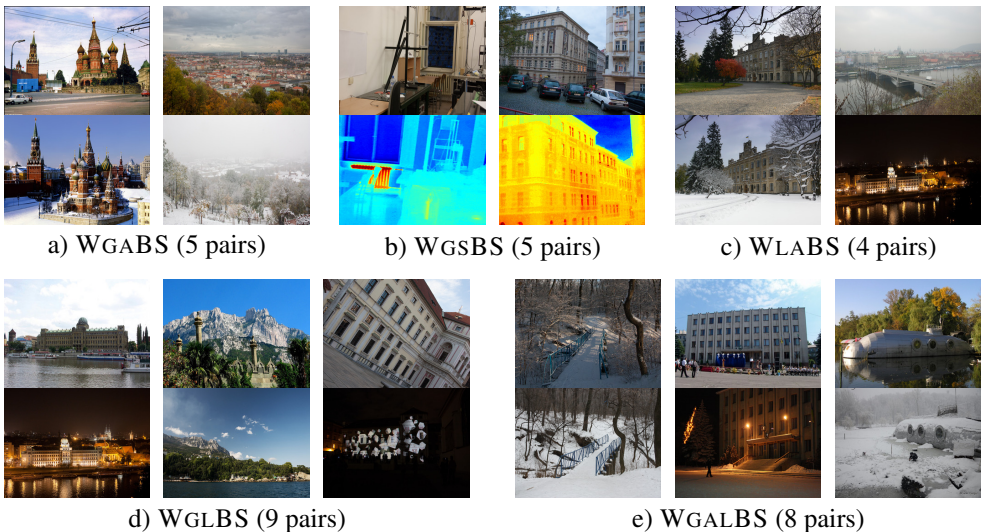 a) WGABS (5 pairs)
b) WGSBS (5 pairs)
c) WLABS (4 pairs)
d) WGLBS (9 pairs)
e) WGALBS (8 pairs)